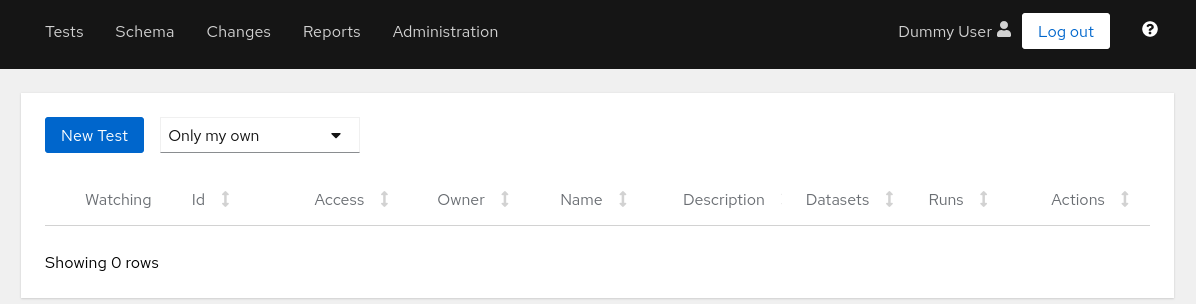 Tests Schema Changes Reports Administration Dummy User Log out
New Test Only my own
Watching Id Access Owner Name Description Datasets Runs Actions
Showing 0 rows